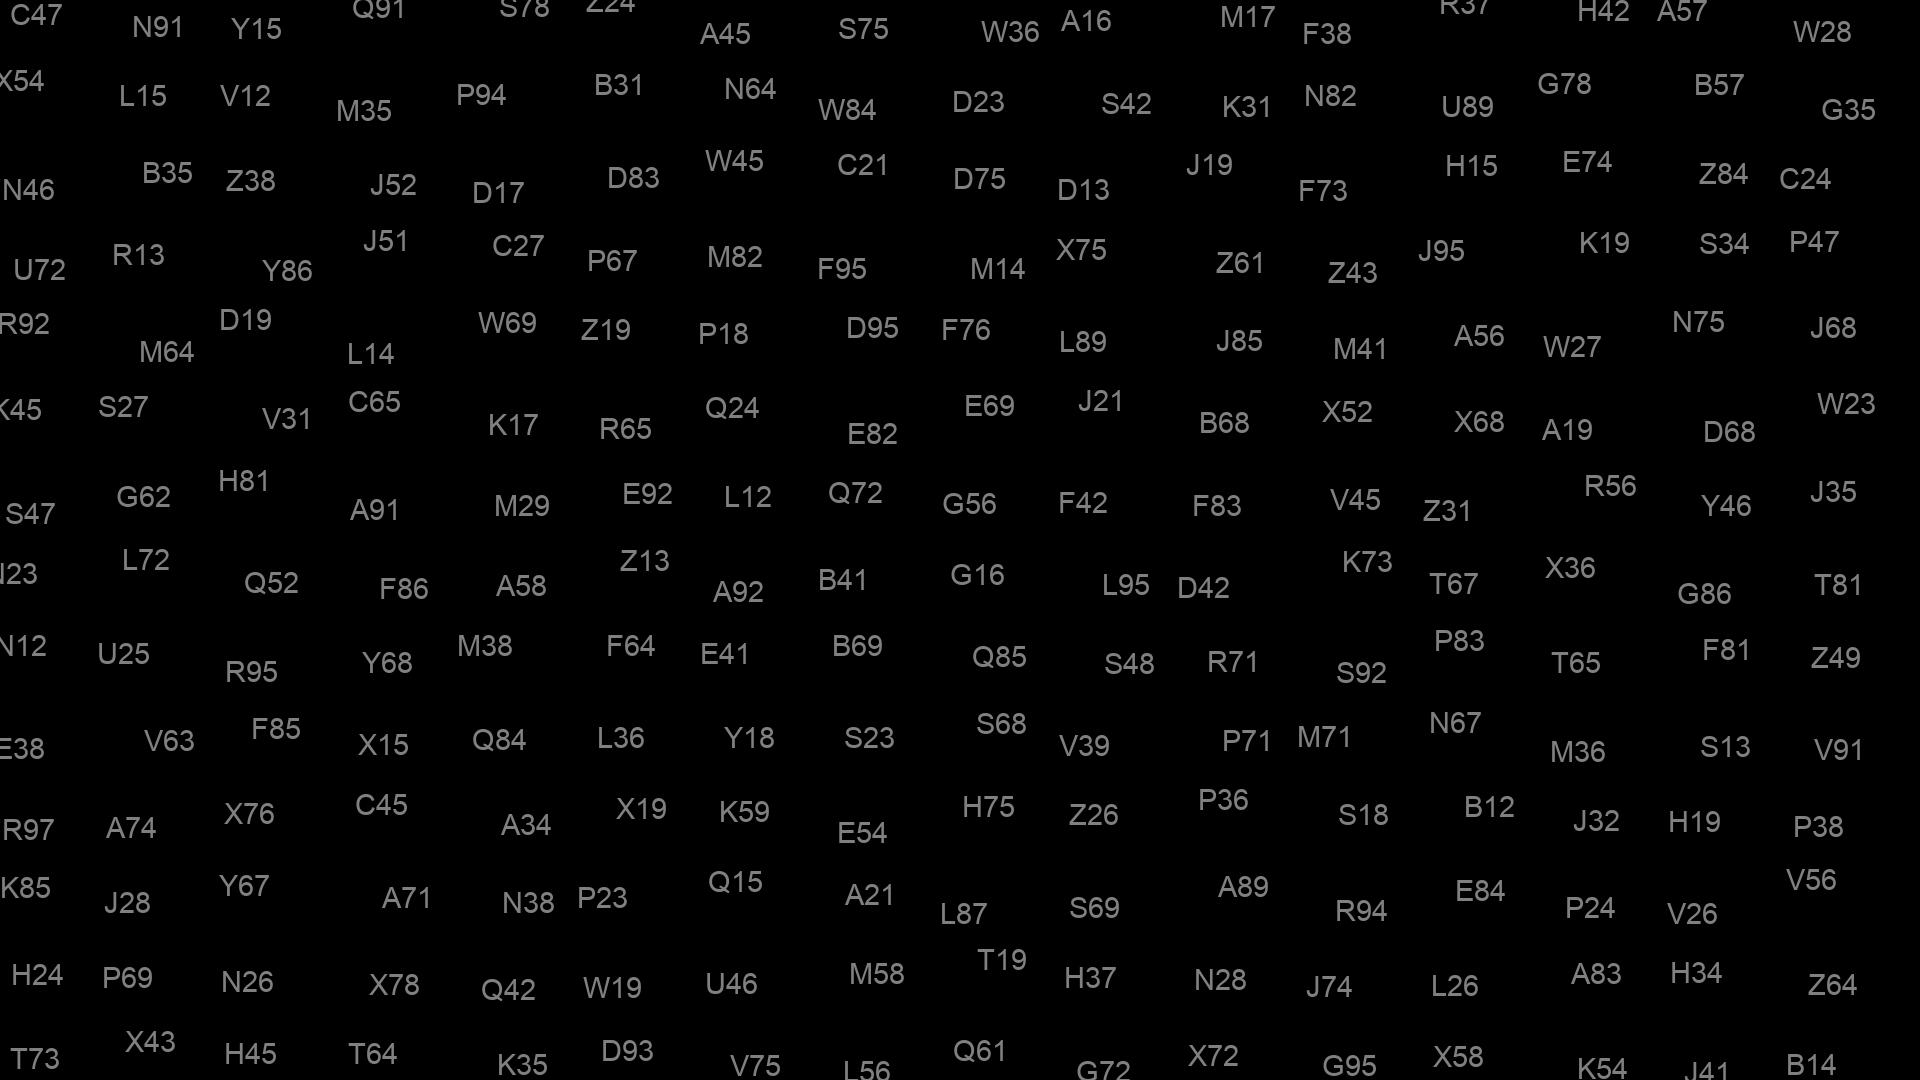 C47 N91 Y15 Q91 S78 Z24 A45 S75 W36 A16 M17 F38 R37 H42 A57 W28
X54 L15 V12 M35 P94 B31 N64 W84 D23 S42 K31 N82 U89 G78 B57 G35
N46 B35 Z38 J52 D17 D83 W45 C21 D75 D13 J19 F73 H15 E74 Z84 C24
U72 R13 Y86 J51 C27 P67 M82 F95 M14 X75 Z61 Z43 J95 K19 S34 P47
R92 M64 D19 L14 W69 Z19 P18 D95 F76 L89 J85 M41 A56 W27 N75 J68
K45 S27 V31 C65 K17 R65 Q24 E82 E69 J21 B68 X52 X68 A19 D68 W23
S47 G62 H81 A91 M29 E92 L12 Q72 G56 F42 F83 V45 Z31 R56 Y46 J35
L72 Q52 F86 A58 Z13 A92 B41 G16 L95 D42 K73 T67 X36 G86 T81
N12 U25 R95 Y68 M38 F64 E41 B69 Q85 S48 R71 S92 P83 T65 F81 Z49
E38 V63 F85 X15 Q84 L36 Y18 S23 S68 V39 P71 M71 N67 M36 S13 V91
R97 A74 X76 C45 A34 X19 K59 E54 H75 Z26 P36 S18 B12 J32 H19 P38
K85 J28 Y67 A71 N38 P23 Q15 A21 L87 S69 A89 R94 E84 P24 V26 V56
H24 P69 N26 X78 Q42 W19 U46 M58 T19 H37 N28 J74 L26 A83 H34 Z64
T73 X43 H45 T64 K35 D93 V75 L56 Q61 G72 X72 G95 X58 K54 J41 B14